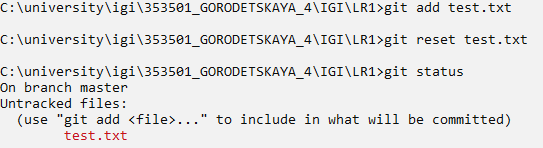 C:\university\igi\353501_GORODETSKAYA_4\IGI\LR1>git add test.txt
C:\university\igi\353501_GORODETSKAYA_4\IGI\LR1>git reset test.txt
C:\university\igi\353501_GORODETSKAYA_4\IGI\LR1>git status
On branch master
Untracked files:
  (use "git add <file>..." to include in what will be committed)
        test.txt